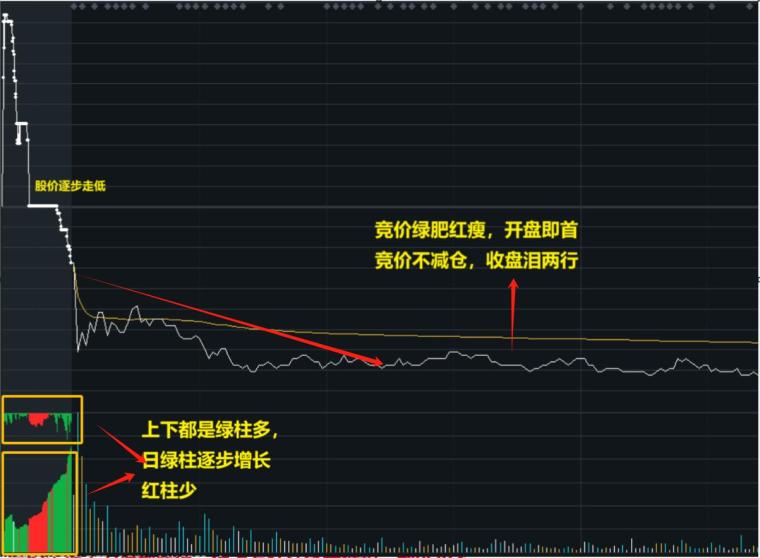 股价逐步走低
竞价绿肥红瘦，开盘即首
竞价不减仓，收盘泪两行
上下都是绿柱多，
日绿柱逐步增长
红柱少